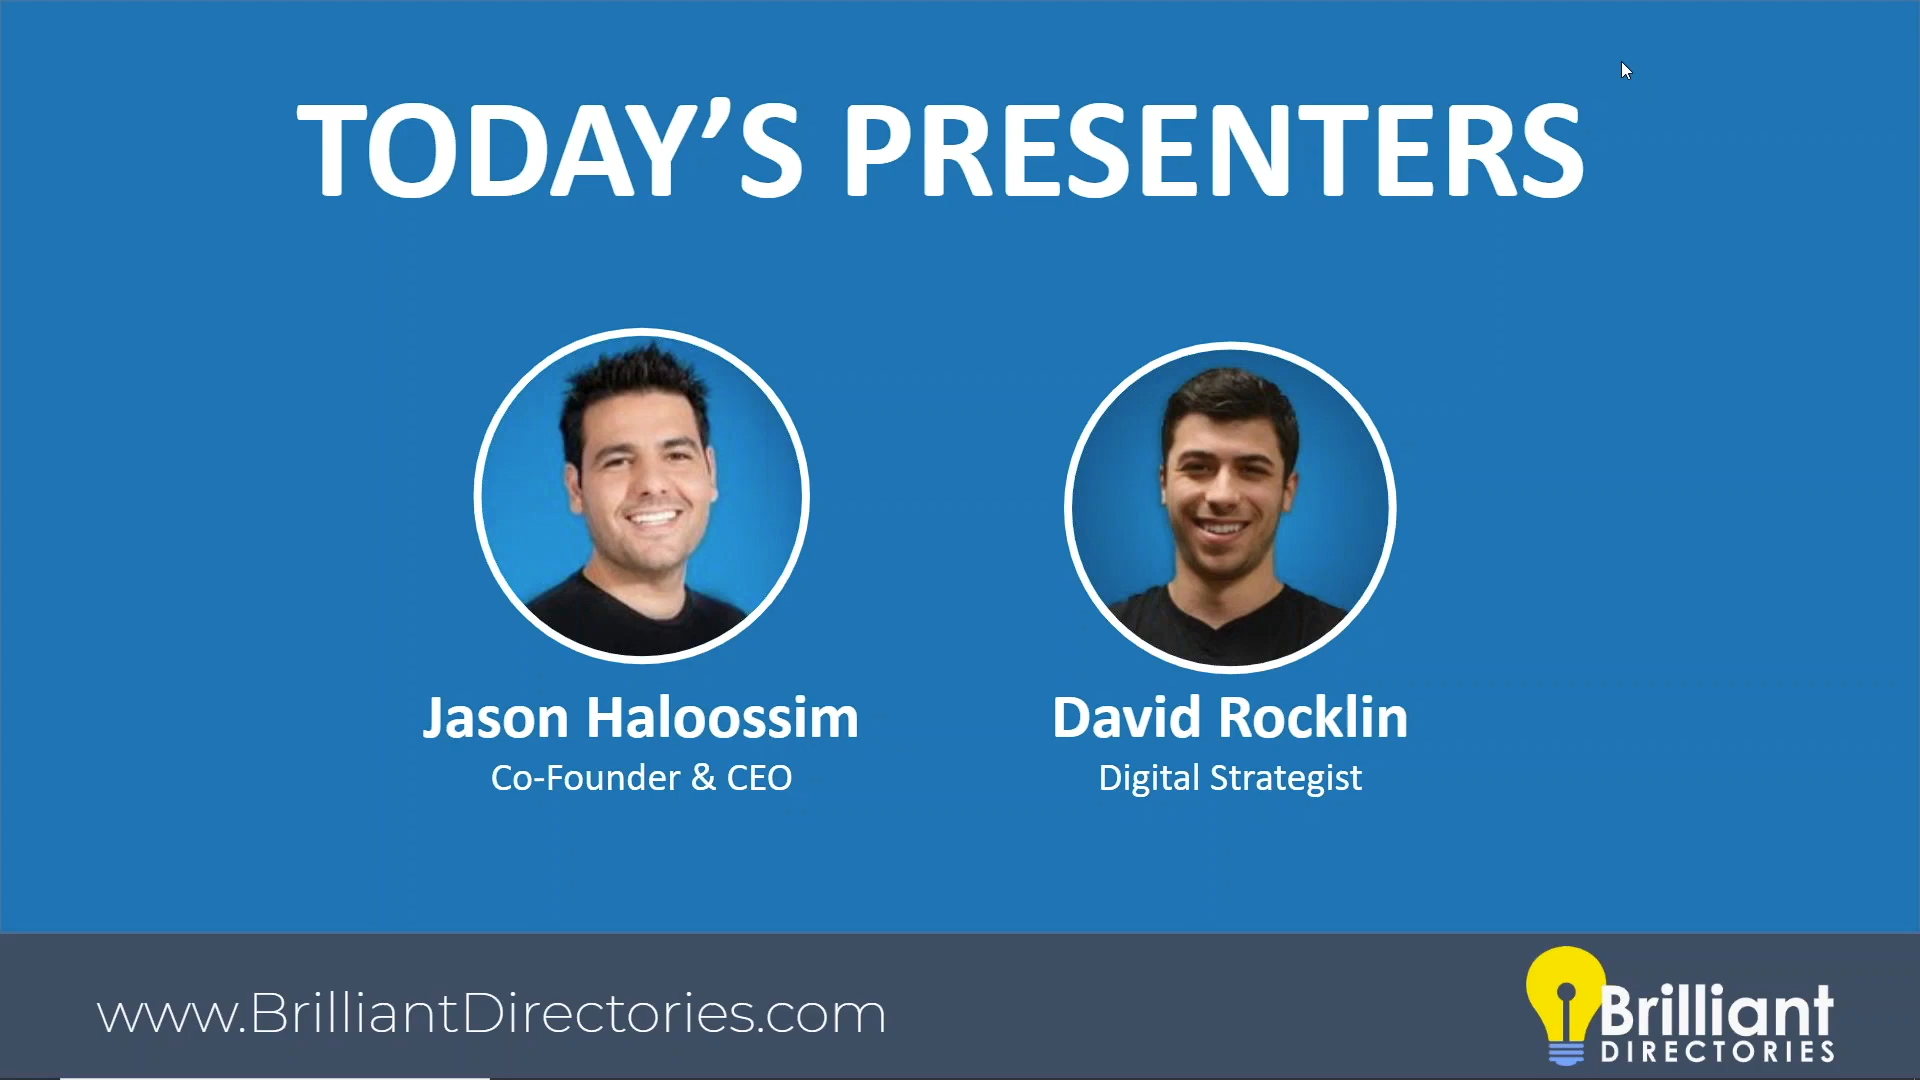 TODAY’S PRESENTERS
Jason Haloossim
Co-Founder & CEO
David Rocklin
Digital Strategist
www.BrilliantDirectories.com
Brilliant
DIRECTORIES